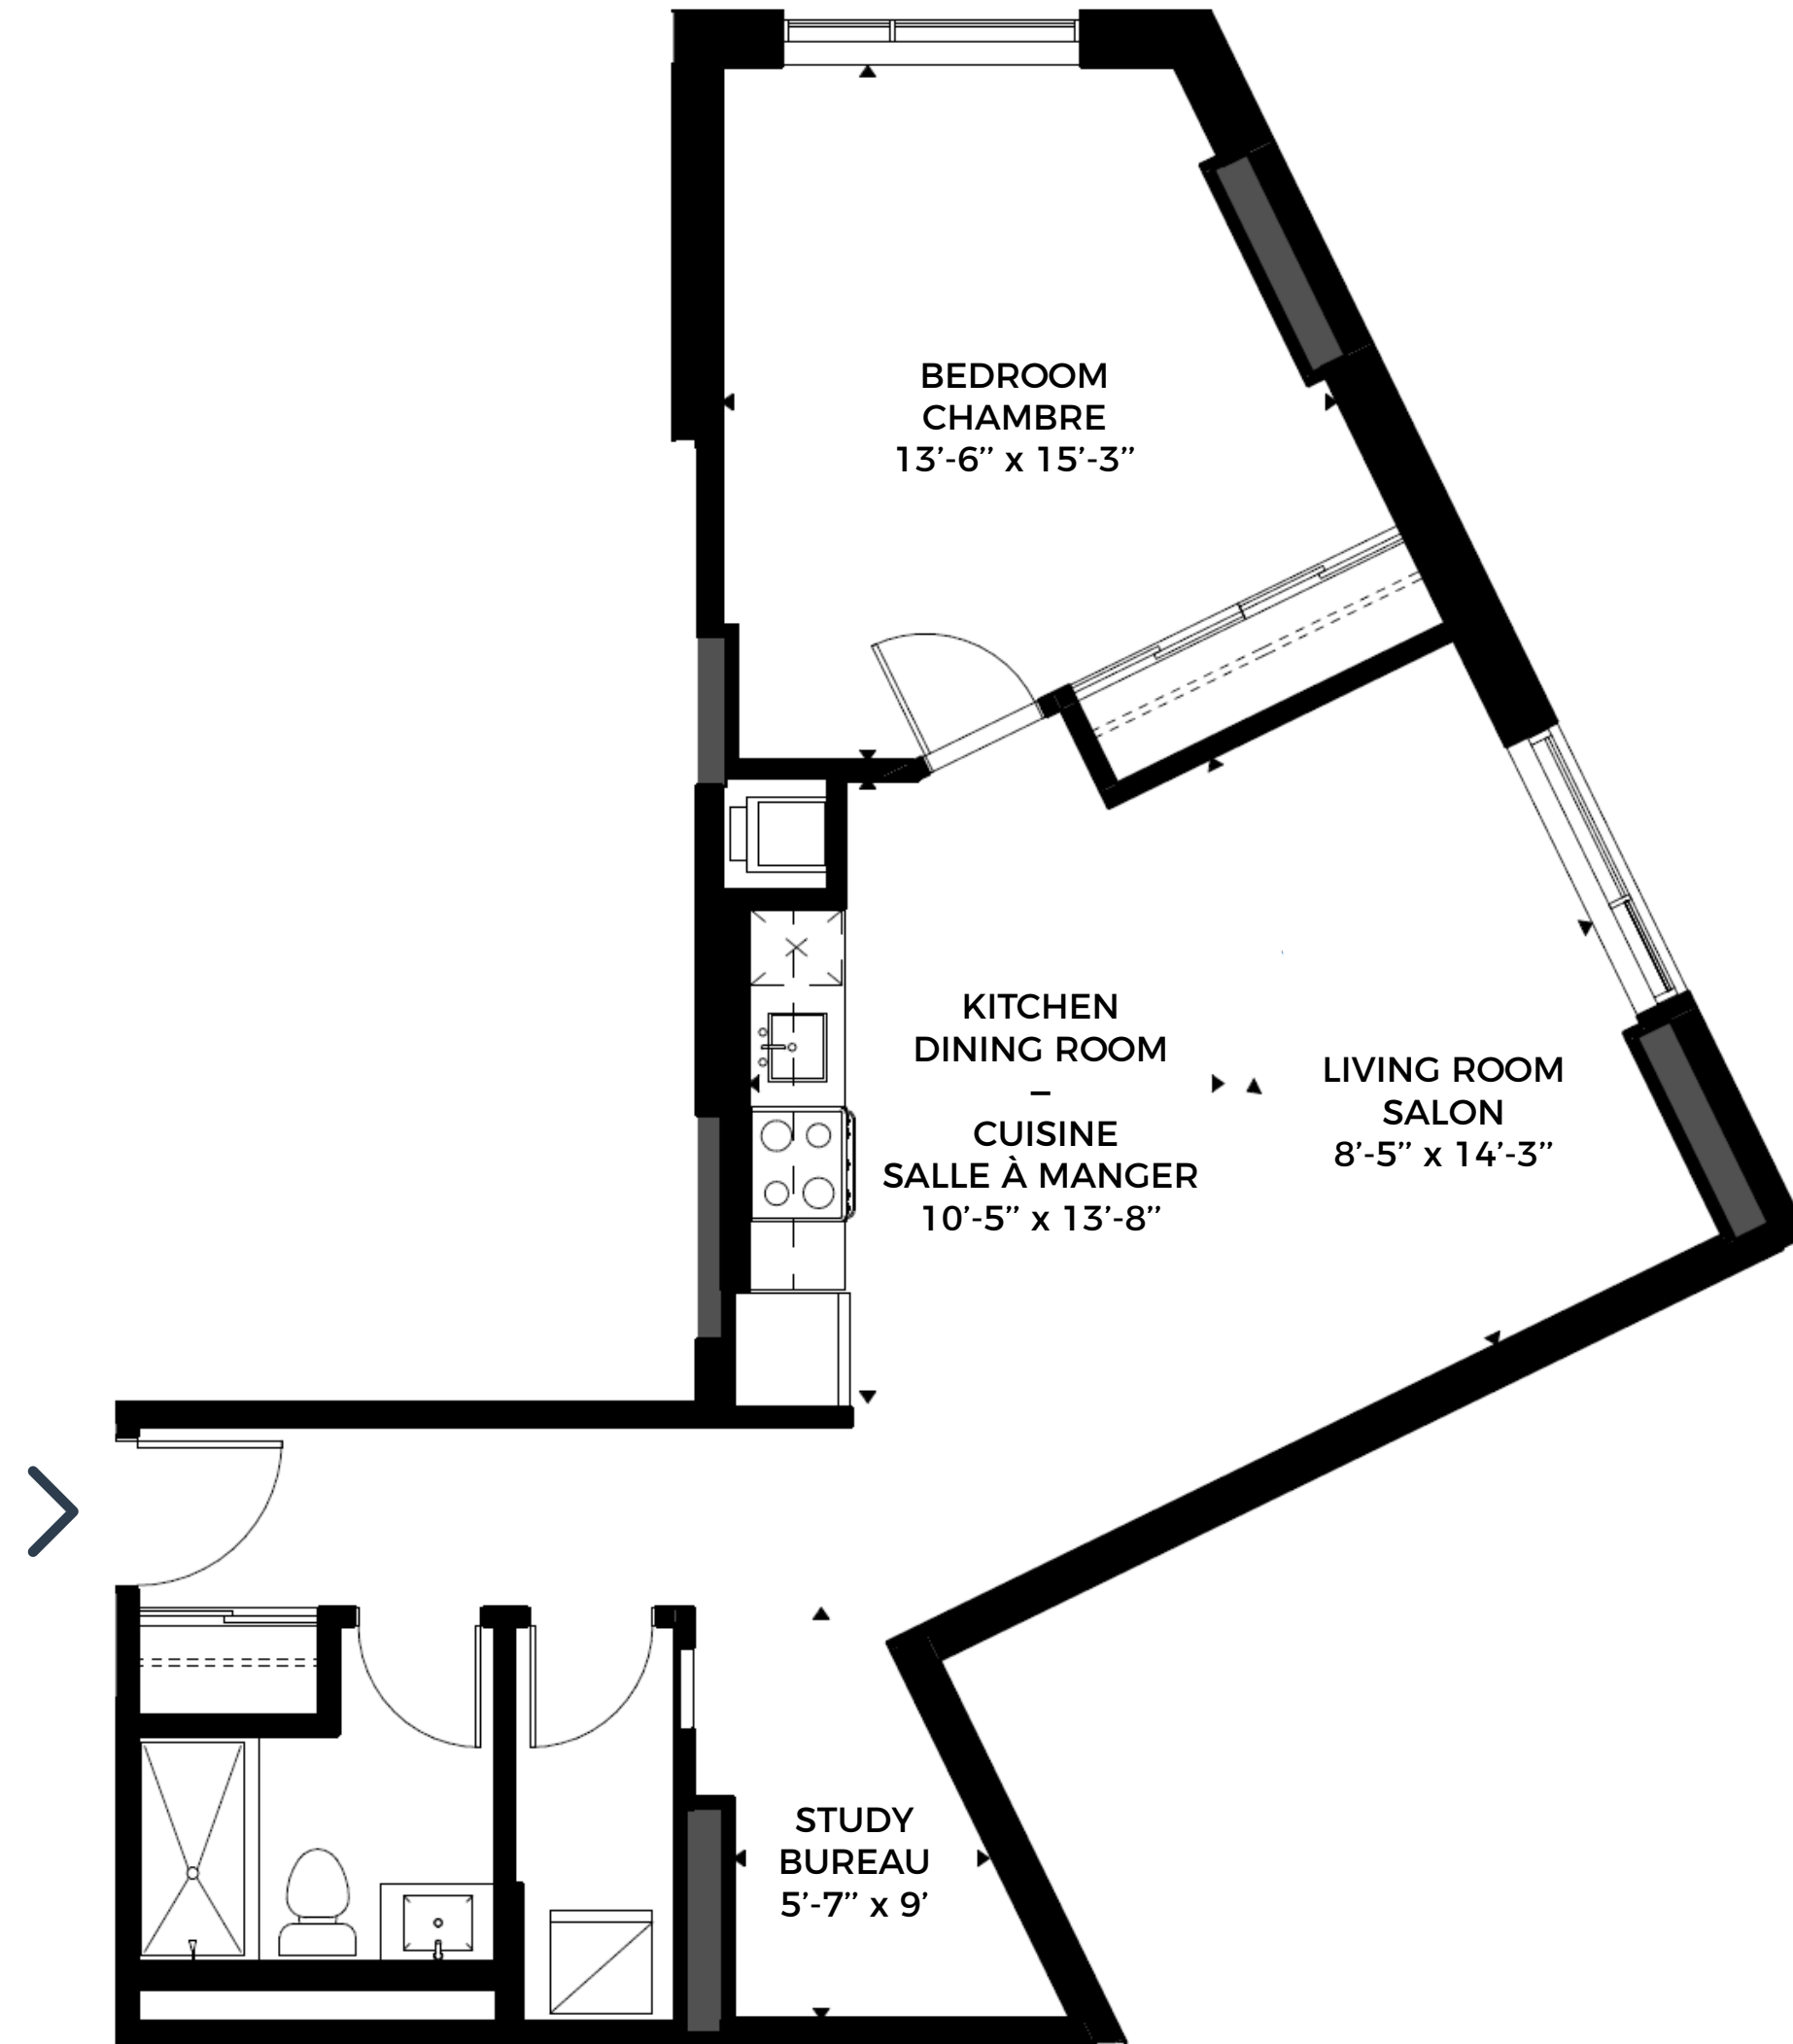 BEDROOM
CHAMBRE
13’-6’’ x 15’-3’’
KITCHEN
DINING ROOM
–
CUISINE
SALLE À MANGER
10’-5’’ x 13’-8’’
LIVING ROOM
SALON
8’-5’’ x 14’-3’’
STUDY
BUREAU
5’-7’’ x 9’